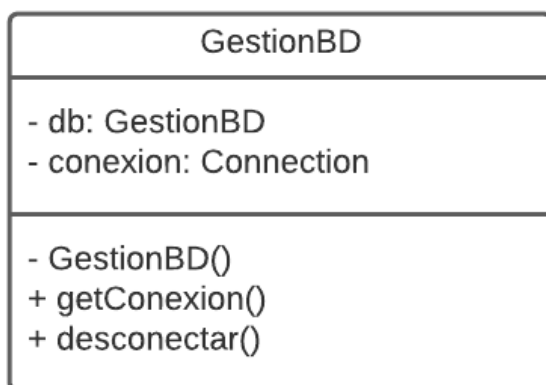 GestionBD
- db: GestionBD
- conexion: Connection
- GestionBD()
+ getConexion()
+ desconectar()